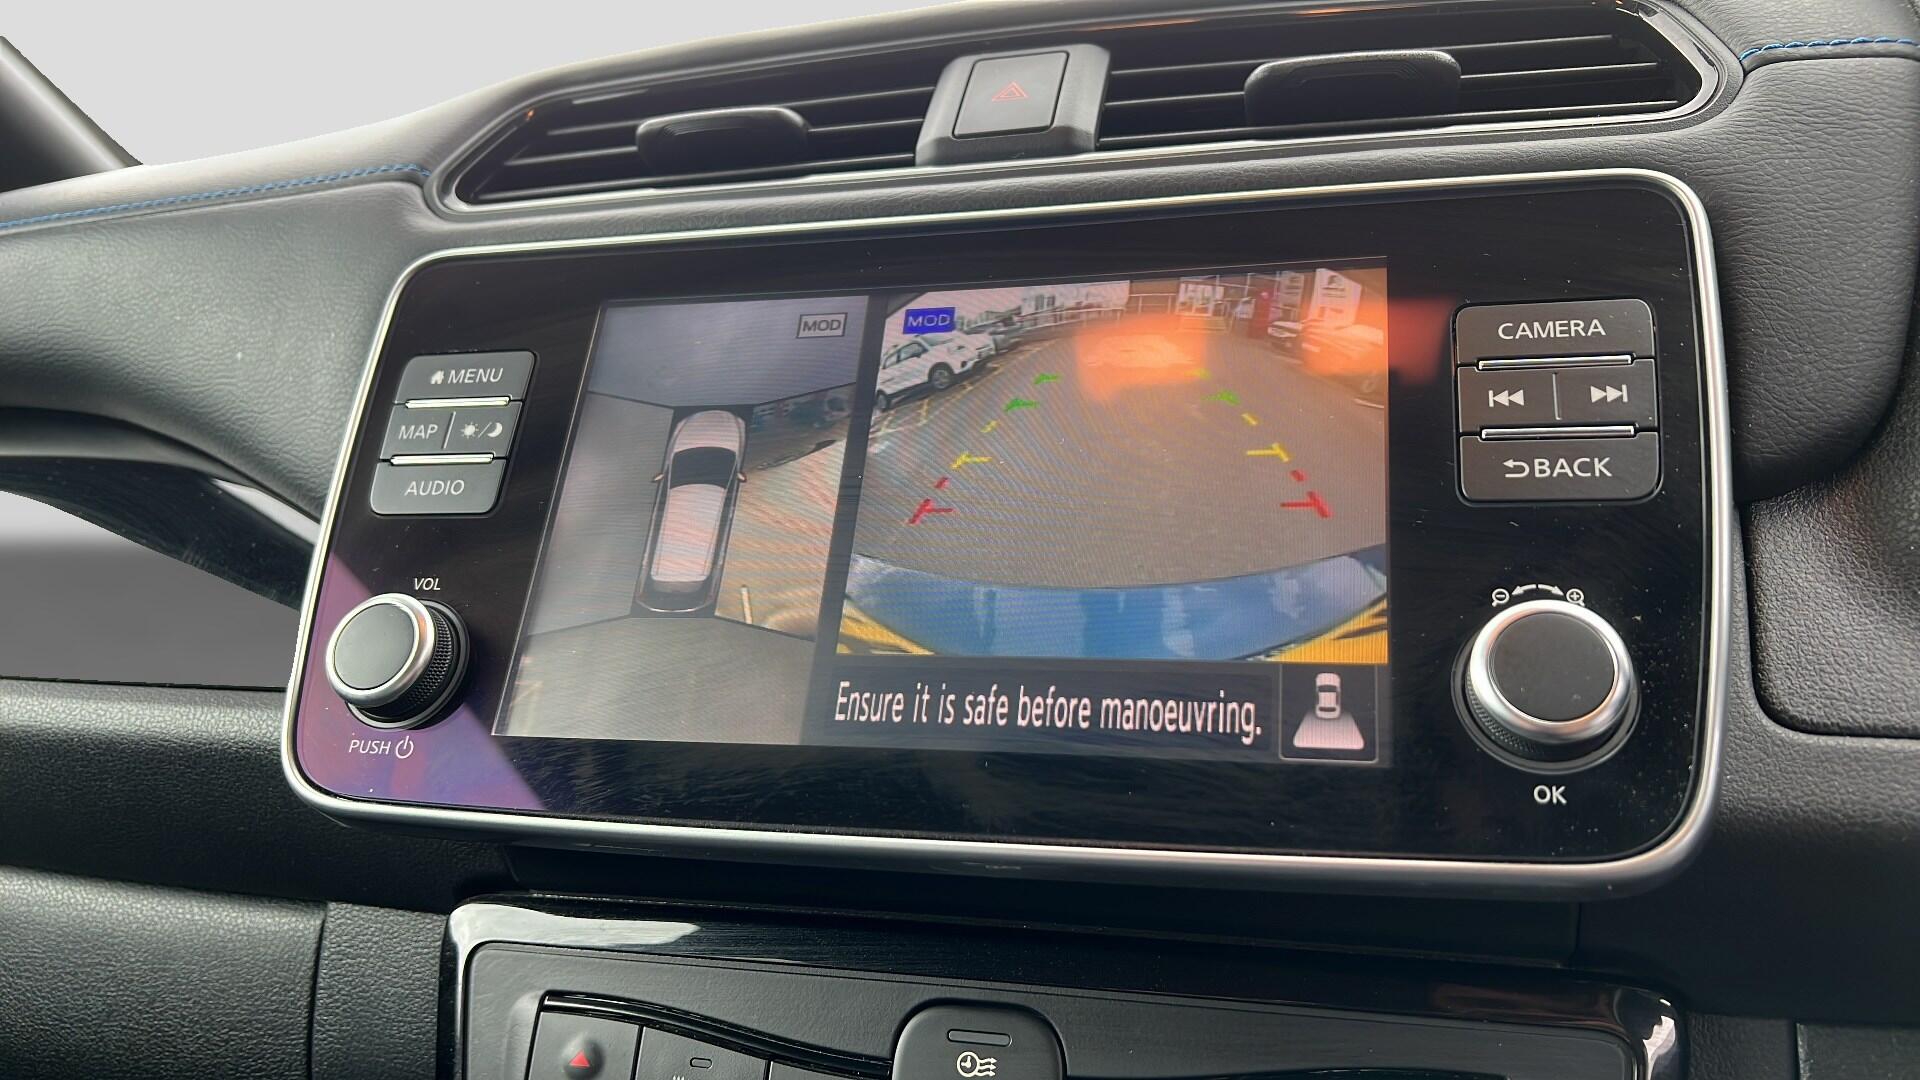 MENU
MAP
AUDIO
VOL
PUSH
MOD
MOD
Ensure it is safe before manoeuvring.
CAMERA
BACK
OK